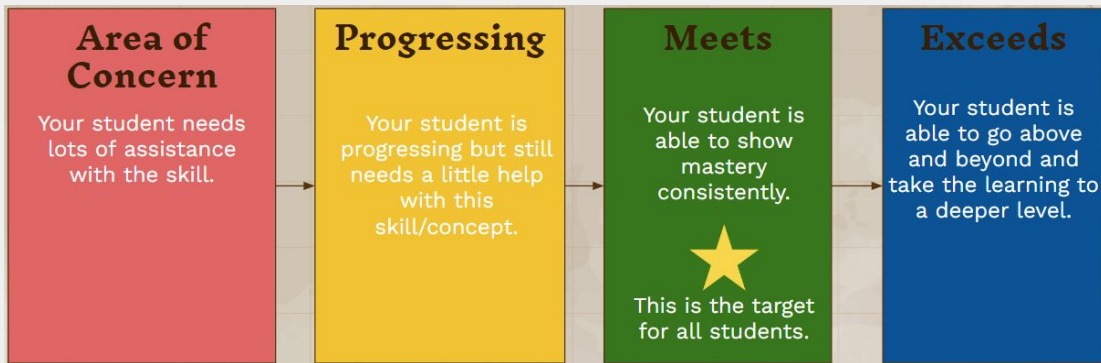 Area of
Concern
Your student needs
lots of assistance
with the skill.
Progressing
Your student is
progressing but still
needs a little help
with this
skill/concept.
Meets
Your student is
able to show
mastery
consistently.
This is the target
for all students.
Exceeds
Your student is
able to go above
and beyond and
take the learning to
a deeper level.